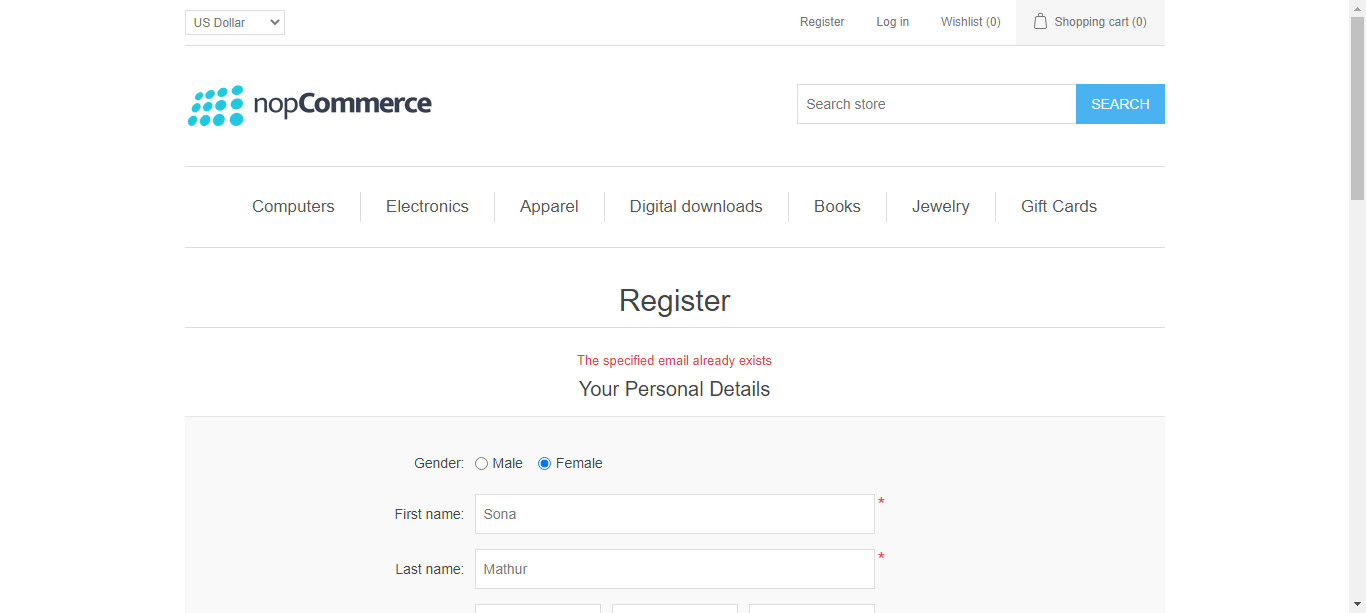 US Dollar Register Log in Wishlist (0) Shopping cart (0)
nopCommerce Search store SEARCH
Computers Electronics Apparel Digital downloads Books Jewelry Gift Cards
Register
The specified email already exists
Your Personal Details
Gender: Male Female
First name: Sona *
Last name: Mathur *